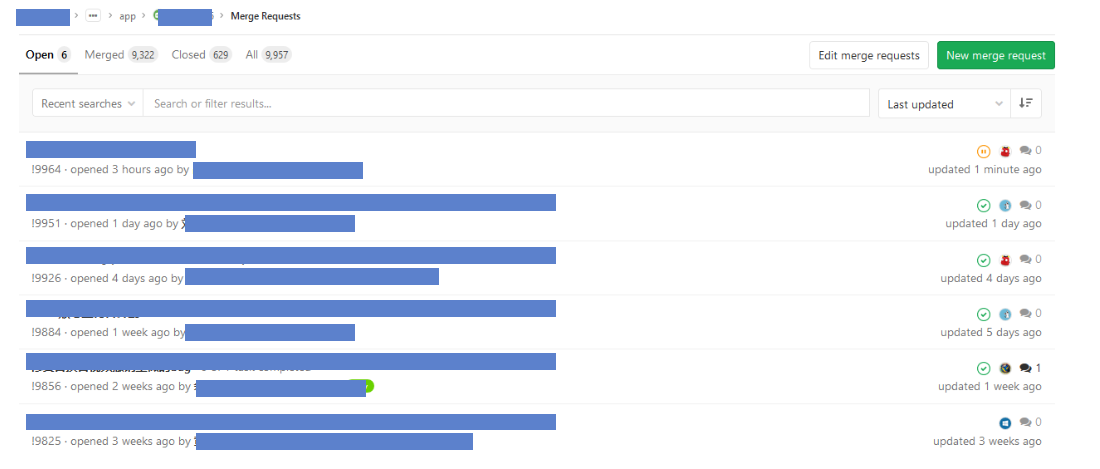 app > Merge Requests
Open 6 Merged 9,322 Closed 629 All 9,957
Edit merge requests New merge request
Recent searches Search or filter results... Last updated
0
!9964 · opened 3 hours ago by updated 1 minute ago
0
!9951 · opened 1 day ago by updated 1 day ago
0
!9926 · opened 4 days ago by updated 4 days ago
0
!9884 · opened 1 week ago by updated 5 days ago
1
!9856 · opened 2 weeks ago by updated 1 week ago
0
!9825 · opened 3 weeks ago by updated 3 weeks ago